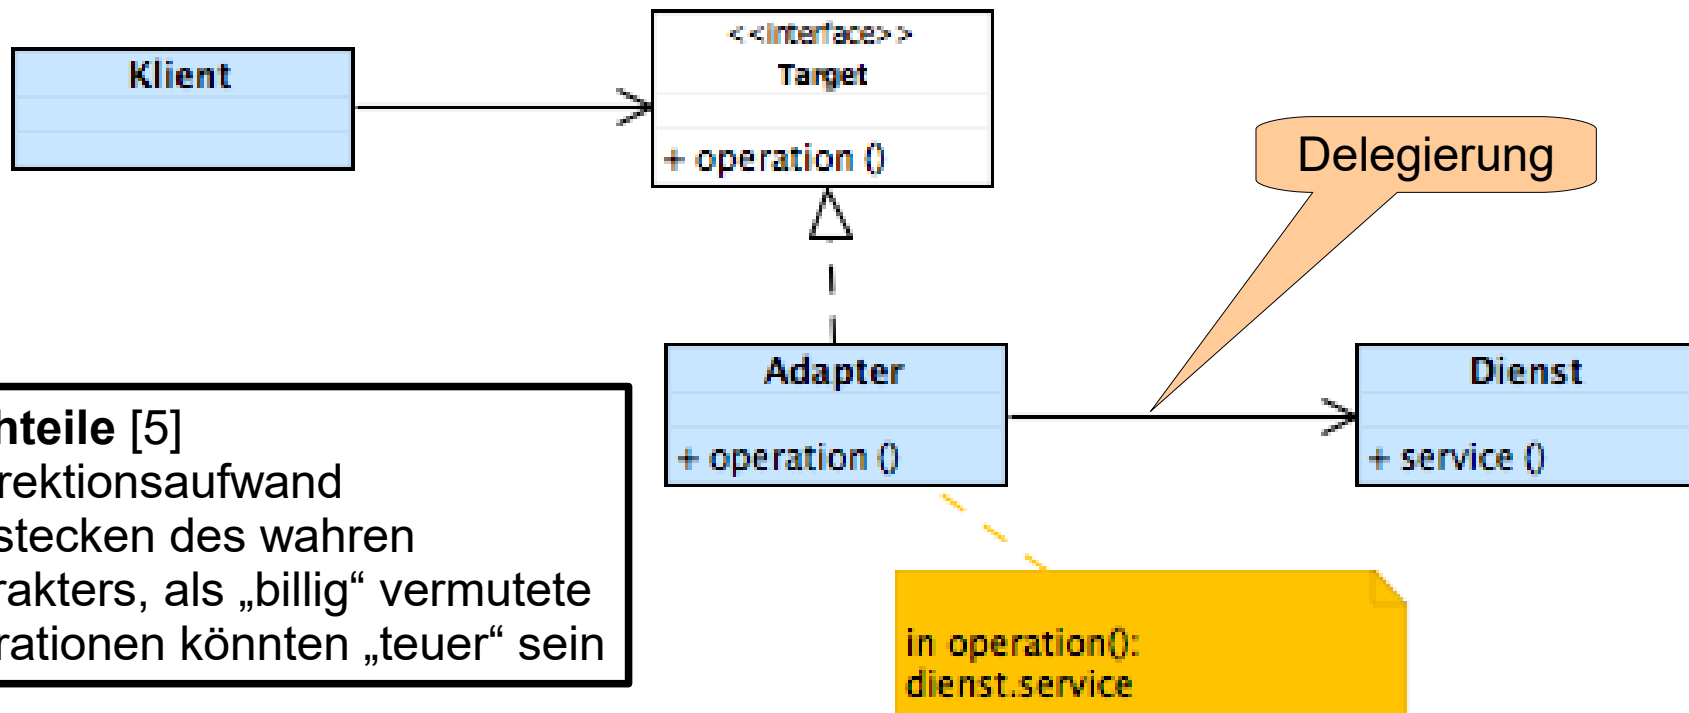 Klient
<<interface>>
Target
+ operation ()
Delegierung
Adapter
+ operation ()
Dienst
+ service ()
hteile [5]
rektionsaufwand
stecken des wahren
rakters, als „billig“ vermutete
rationen könnten „teuer“ sein
in operation():
dienst.service